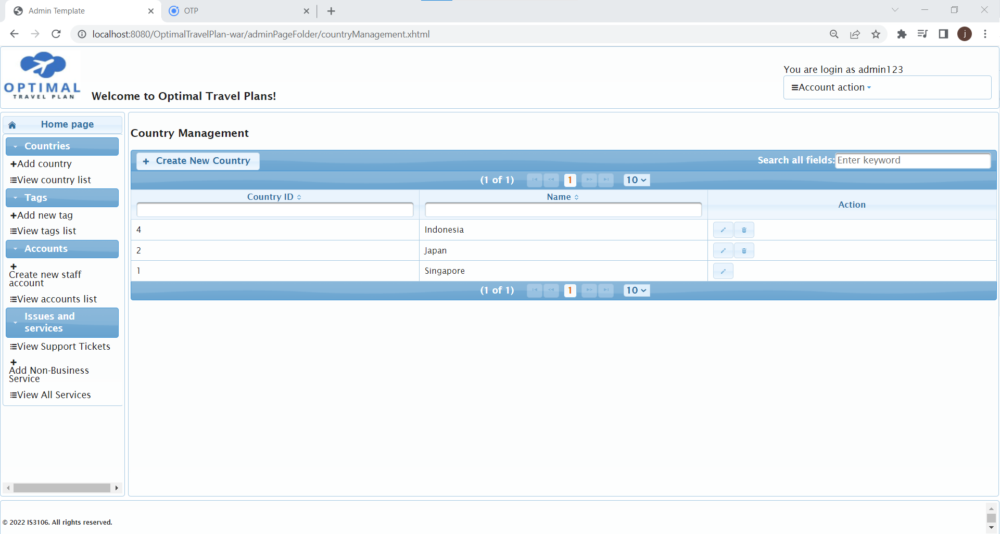 Admin Template
OTP
localhost:8080/OptimalTravelPlan-war/adminPageFolder/countryManagement.xhtml
j
OPTIMAL
TRAVEL PLAN
Welcome to Optimal Travel Plans!
You are login as admin123
Account action
Home page
Countries
Add country
View country list
Tags
Add new tag
View tags list
Accounts
Create new staff
account
View accounts list
Issues and
services
View Support Tickets
Add Non-Business
Service
View All Services
Country Management
Create New Country
Search all fields: Enter keyword
(1 of 1) 1 10
Country ID Name Action
4 Indonesia
2 Japan
1 Singapore
(1 of 1) 1 10
© 2022 IS3106. All rights reserved.